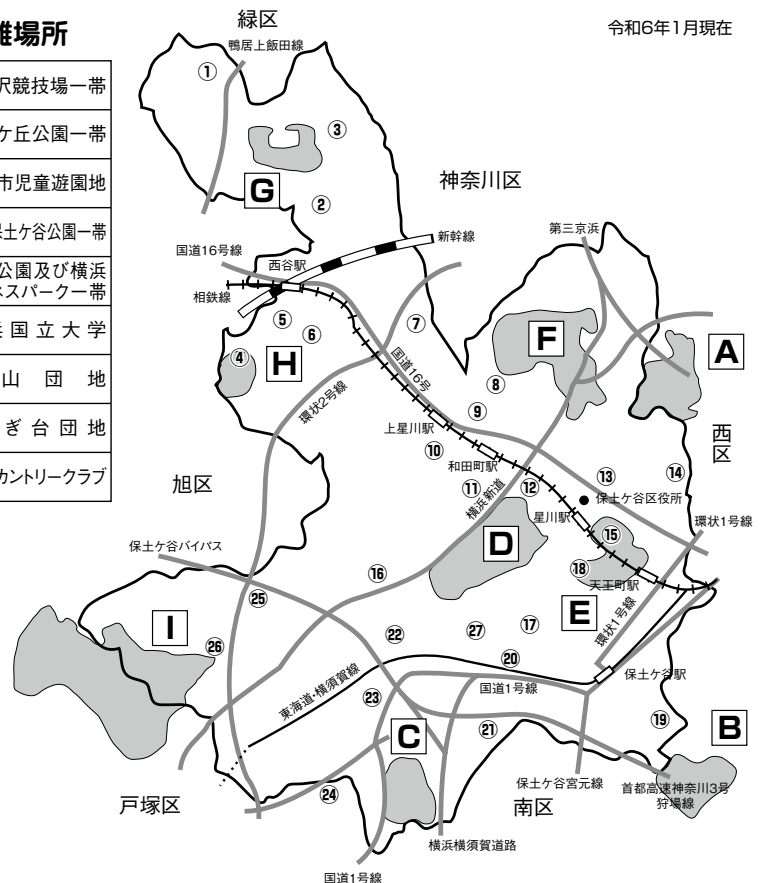 難場所
沢競技場一帯
ケ丘公園一帯
市児童遊園地
保土ケ谷公園一帯
公園及び横浜
ネスパーク一帯
浜国立大学
山団地
ぎ台団地
カントリークラブ
令和6年1月現在
緑区
鴨居上飯田線
①
③
G
②
神奈川区
新幹線
国道16号線
西谷駅
相鉄線
第三京浜
⑤
⑥
⑦
④
H
F
A
国道16号
環状2号線
⑧
⑨
上星川駅
⑩
和田町駅
西区
⑪
⑫
⑬
⑭
横浜新道
保土ケ谷区役所
旭区
星川駅
⑮
環状1号線
D
保土ケ谷バイパス
⑯
⑱
天王町駅
㉕
E
環状1号線
I
㉖
㉒
㉗
⑰
⑳
東海道・横須賀線
国道1号線
保土ケ谷駅
㉓
㉑
⑲
C
B
戸塚区
㉔
保土ケ谷宮元線
首都高速神奈川3号
狩場線
南区
横浜横須賀道路
国道1号線